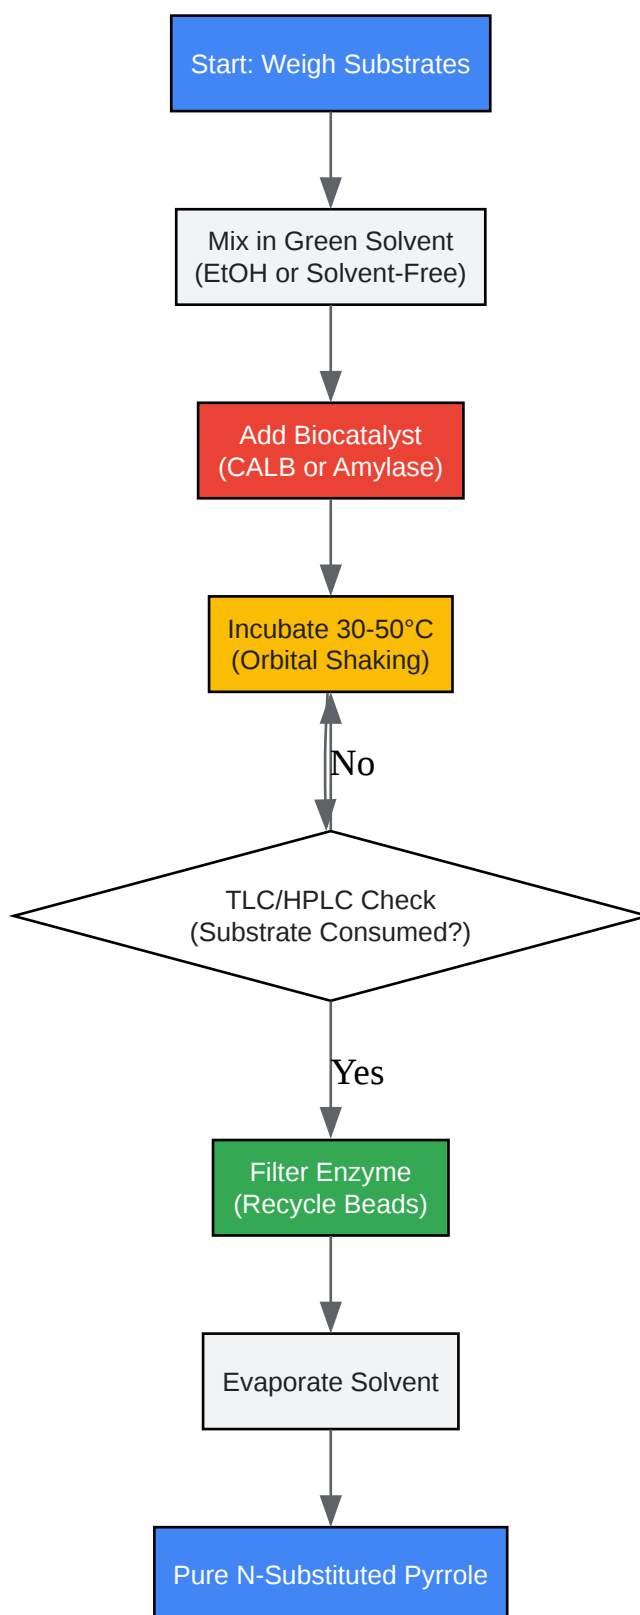 Start: Weigh Substrates
Mix in Green Solvent
(EtOH or Solvent-Free)
Add Biocatalyst
(CALB or Amylase)
Incubate 30-50°C
(Orbital Shaking)
No
TLC/HPLC Check
(Substrate Consumed?)
Yes
Filter Enzyme
(Recycle Beads)
Evaporate Solvent
Pure N-Substituted Pyrrole